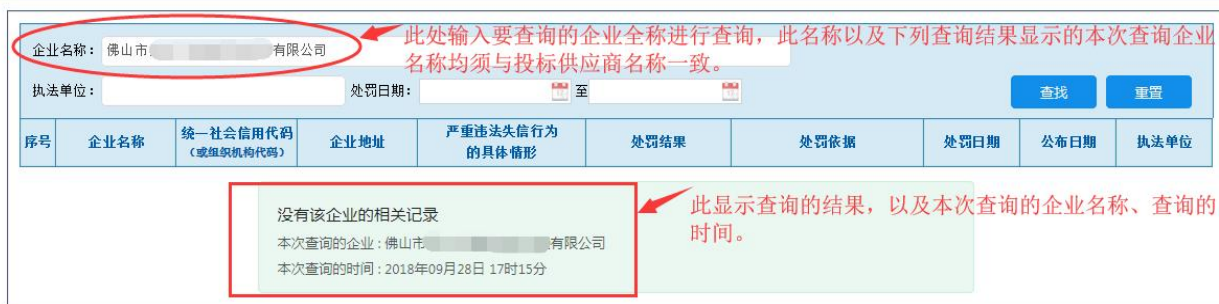 企业名称：佛山市 有限公司
此处输入要查询的企业全称进行查询，此名称以及下列查询结果显示的本次查询企业
名称均须与投标供应商名称一致。
执法单位： 处罚日期： 至 查找 重置
序号 企业名称 统一社会信用代码 企业地址 严重违法失信行为 处罚结果 处罚依据 处罚日期 公布日期 执法单位
（或组织机构代码） 的具体情形
没有该企业的相关记录
本次查询的企业：佛山市 有限公司
本次查询的时间：2018年09月28日 17时15分
此显示查询的结果，以及本次查询的企业名称、查询的
时间。